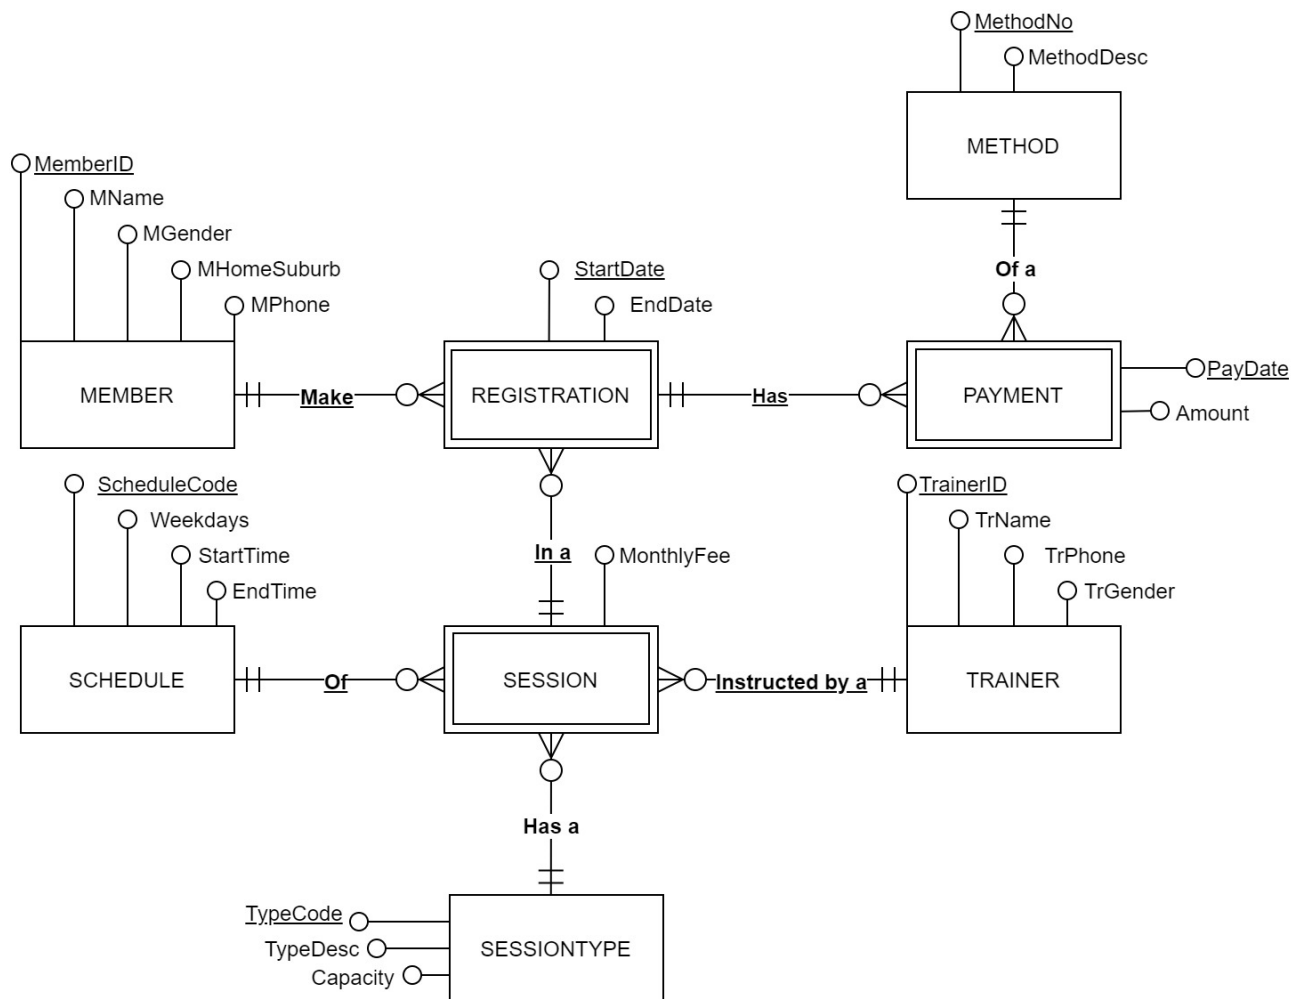 MethodNo
MethodDesc
METHOD
MemberID
MName
MGender
MHomeSuburb
MPhone
StartDate
EndDate
Of a
MEMBER
Make
REGISTRATION
Has
PAYMENT
PayDate
Amount
ScheduleCode
Weekdays
StartTime
EndTime
In a
MonthlyFee
TrainerID
TrName
TrPhone
TrGender
SCHEDULE
Of
SESSION
Instructed by a
TRAINER
Has a
TypeCode
TypeDesc
Capacity
SESSIONTYPE